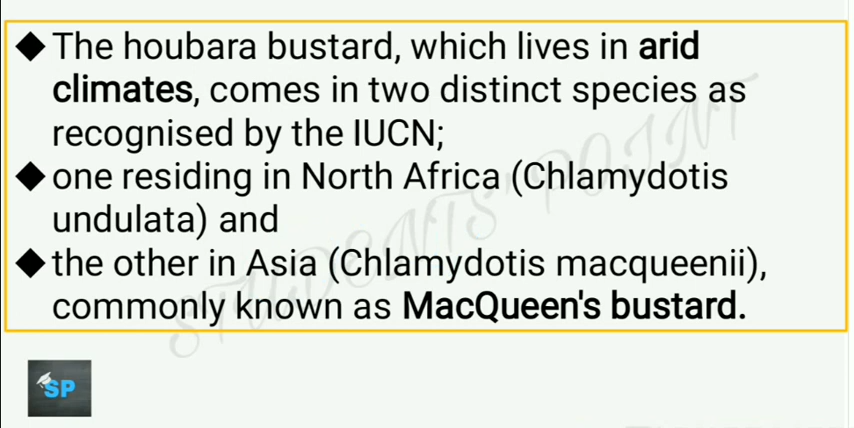 ◆ The houbara bustard, which lives in arid
climates, comes in two distinct species as
recognised by the IUCN;
◆ one residing in North Africa (Chlamydotis
undulata) and
◆ the other in Asia (Chlamydotis macqueenii),
commonly known as MacQueen's bustard.
STUDENTS' POINT
SP